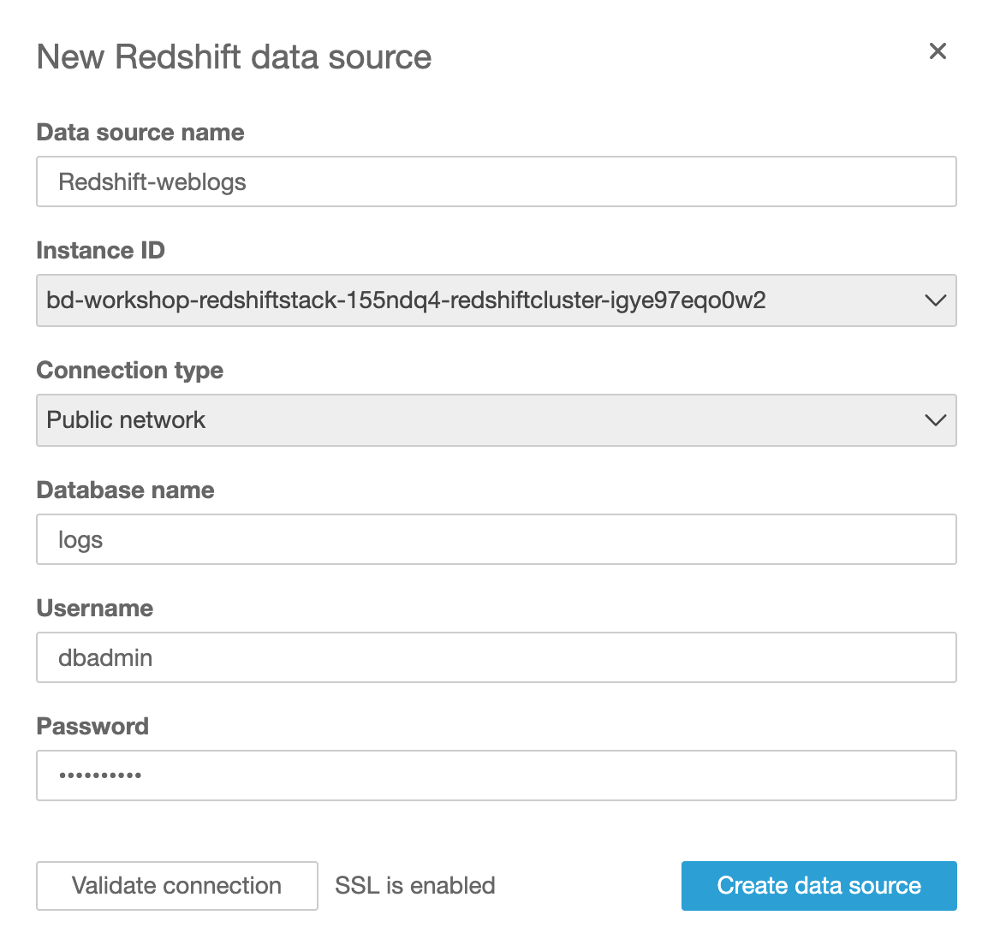 New Redshift data source
Data source name
Redshift-weblogs
Instance ID
bd-workshop-redshiftstack-155ndq4-redshiftcluster-igye97eqo0w2
Connection type
Public network
Database name
logs
Username
dbadmin
Password
••••••••••
Validate connection SSL is enabled Create data source